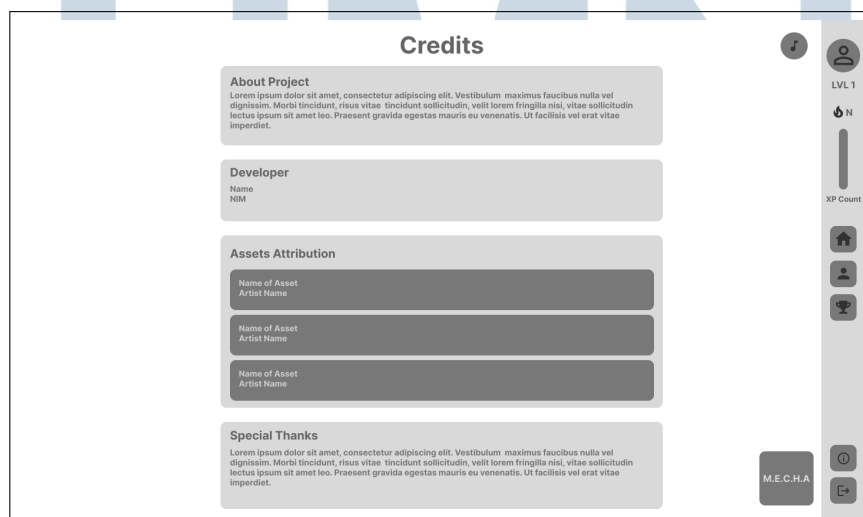 Credits
About Project
Lorem ipsum dolor sit amet, consectetur adipiscing elit. Vestibulum maximus faucibus nulla vel
dignissim. Morbi tincidunt, risus vitae tincidunt sollicitudin, velit lorem fringilla nisi, vitae sollicitudin
lectus ipsum sit amet leo. Praesent gravida egestas mauris eu venenatis. Ut facilisis vel erat vitae
imperdiet.
Developer
Name
NIM
Assets Attribution
Name of Asset
Artist Name
Name of Asset
Artist Name
Name of Asset
Artist Name
Special Thanks
Lorem ipsum dolor sit amet, consectetur adipiscing elit. Vestibulum maximus faucibus nulla vel
dignissim. Morbi tincidunt, risus vitae tincidunt sollicitudin, velit lorem fringilla nisi, vitae sollicitudin
lectus ipsum sit amet leo. Praesent gravida egestas mauris eu venenatis. Ut facilisis vel erat vitae
imperdiet.
M.E.C.H.A
LVL 1
N
XP Count